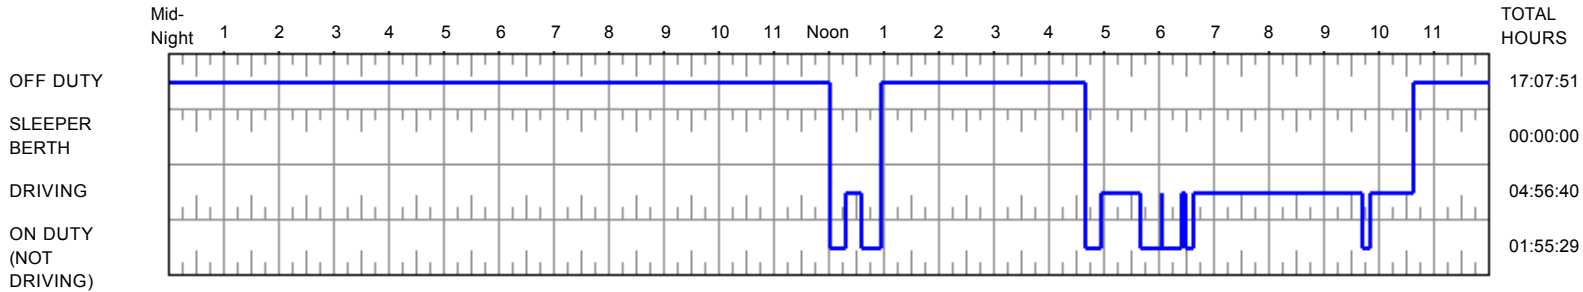 Mid-
Night 1 2 3 4 5 6 7 8 9 10 11 Noon 1 2 3 4 5 6 7 8 9 10 11
TOTAL
HOURS
OFF DUTY 17:07:51
SLEEPER
BERTH
00:00:00
DRIVING 04:56:40
ON DUTY
(NOT
DRIVING)
01:55:29